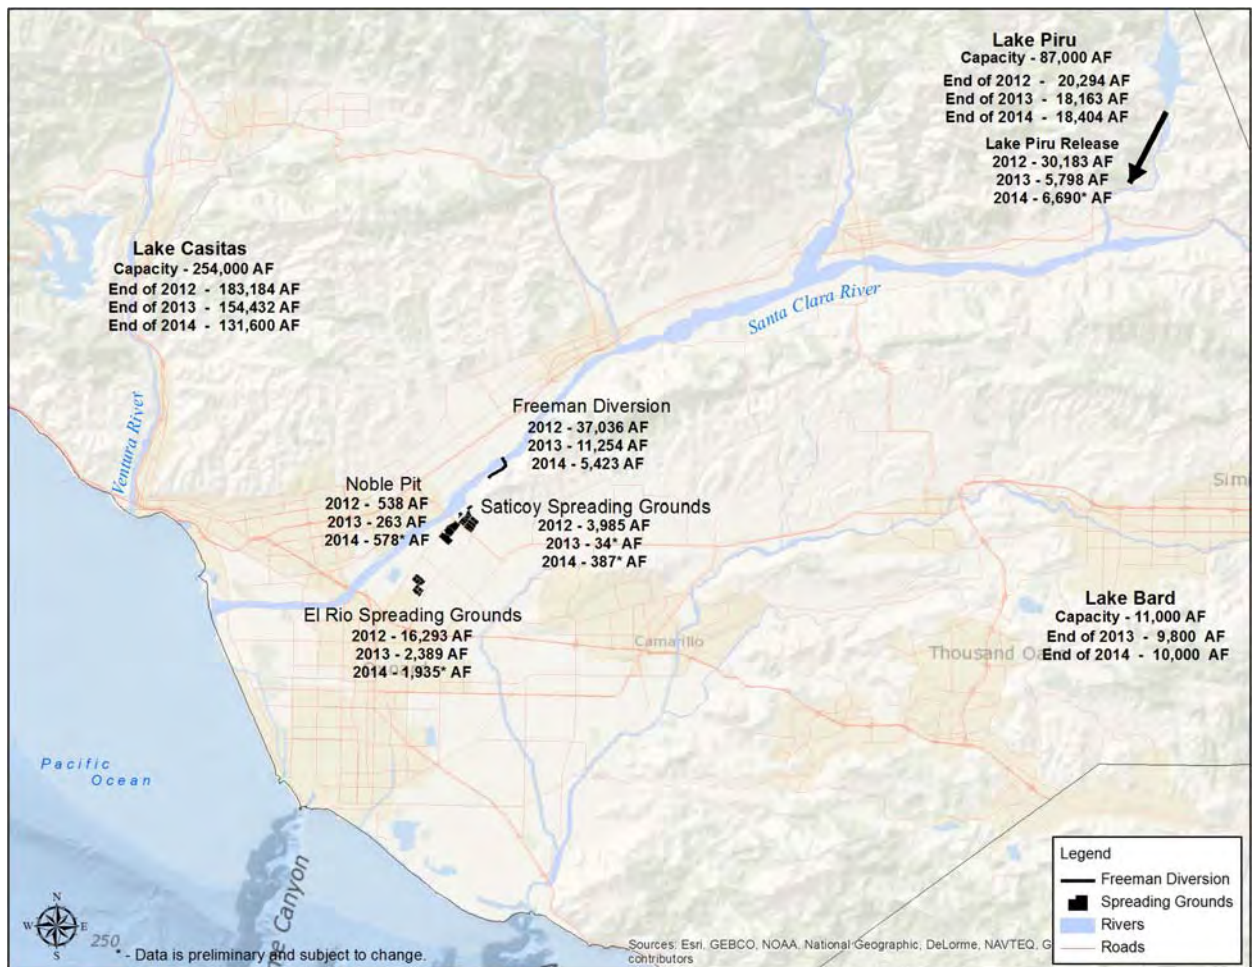 Lake Piru
Capacity - 87,000 AF
End of 2012 - 20,294 AF
End of 2013 - 18,163 AF
End of 2014 - 18,404 AF
Lake Piru Release
2012 - 30,183 AF
2013 - 5,798 AF
2014 - 6,690* AF
Lake Casitas
Capacity - 254,000 AF
End of 2012 - 183,184 AF
End of 2013 - 154,432 AF
End of 2014 - 131,600 AF
Santa Clara River
Ventura River
Freeman Diversion
2012 - 37,036 AF
2013 - 11,254 AF
2014 - 5,423 AF
Noble Pit
2012 - 538 AF
2013 - 263 AF
2014 - 578* AF
Saticoy Spreading Grounds
2012 - 3,985 AF
2013 - 34* AF
2014 - 387* AF
Sim
El Rio Spreading Grounds
2012 - 16,293 AF
2013 - 2,389 AF
2014 - 1,935* AF
Camarillo
Thousand Oa
Lake Bard
Capacity - 11,000 AF
End of 2013 - 9,800 AF
End of 2014 - 10,000 AF
Pacific
Ocean
Canyon
Legend
Freeman Diversion
Spreading Grounds
Rivers
Roads
N
W E
S
250
* - Data is preliminary and subject to change.
Sources: Esri, GEBCO, NOAA, National Geographic, DeLorme, NAVTEQ, G
contributors